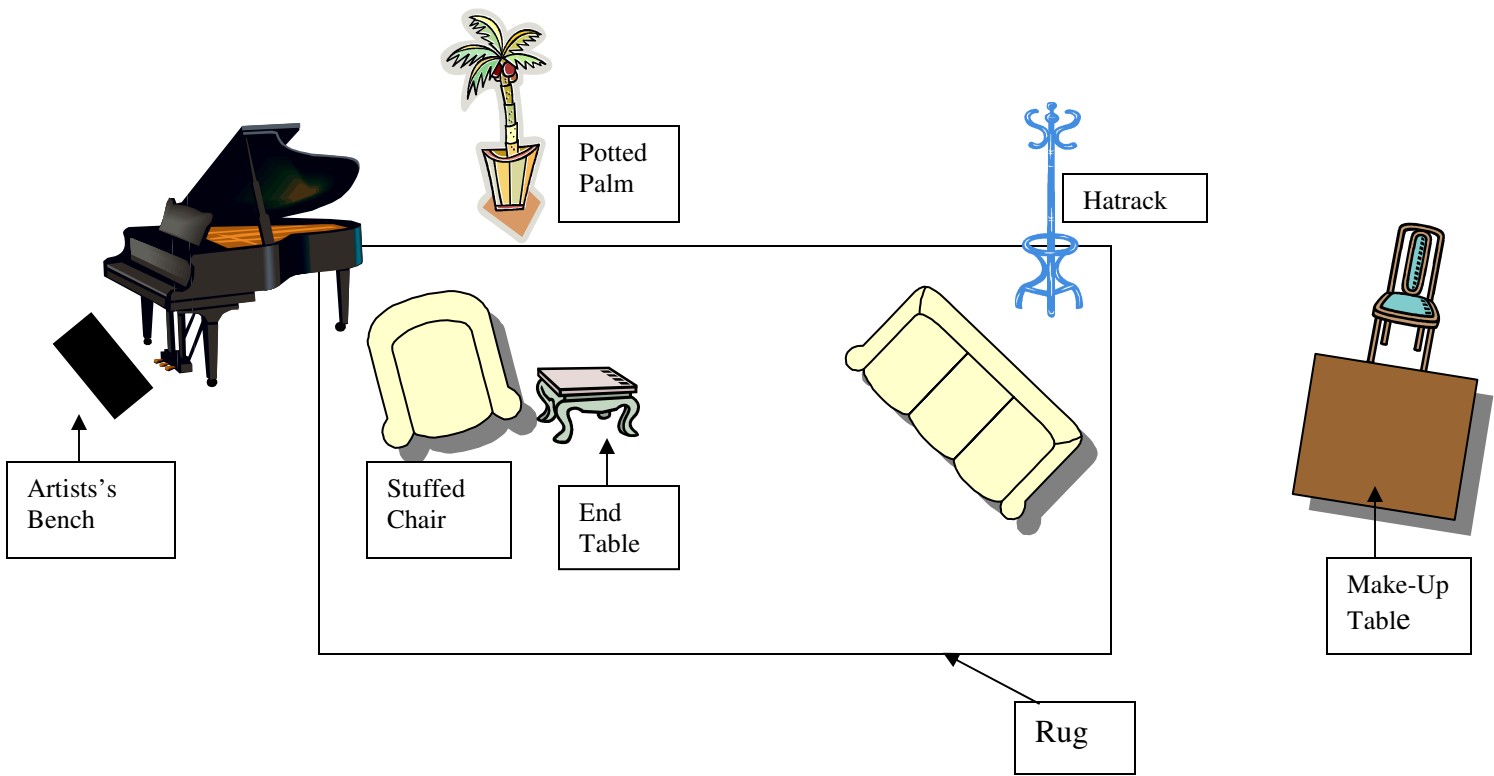 Potted
Palm
Hatrack
Artists's
Bench
Stuffed
Chair
End
Table
Make-Up
Table
Rug